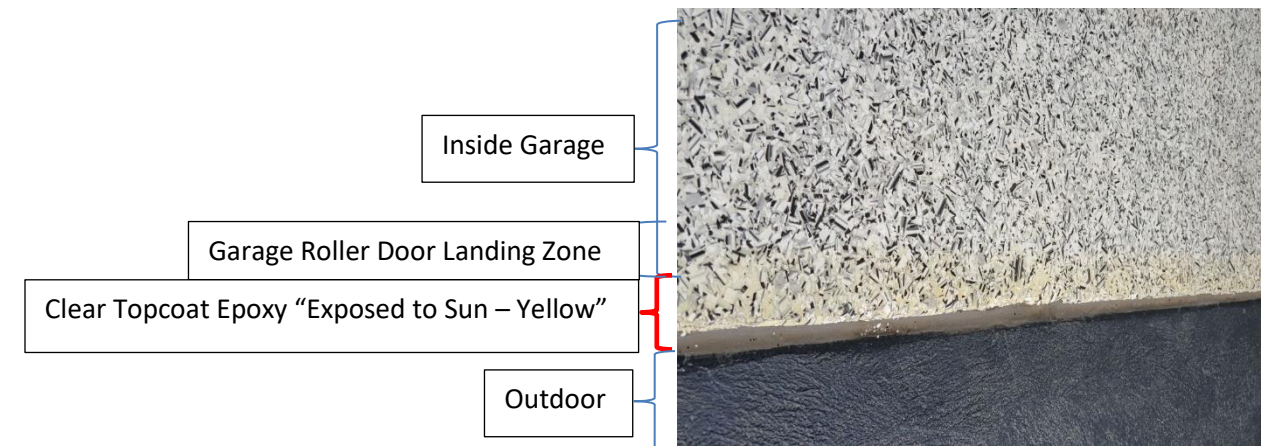 Inside Garage
Garage Roller Door Landing Zone
Clear Topcoat Epoxy “Exposed to Sun – Yellow”
Outdoor